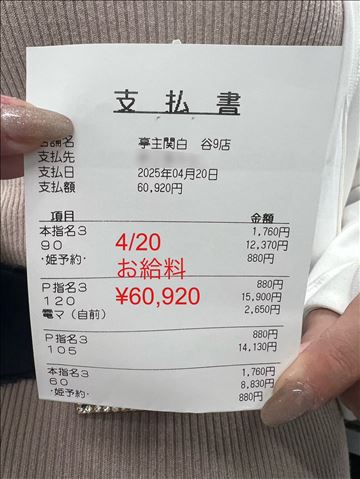 支払書
店舗名 亭主関白 谷9店
支払先
支払日 2025年04月20日
支払額 60,920円
項目 金額
本指名3 1,760円
90 12,370円
・姫予約・ 880円
4/20
お給料
¥60,920
P指名3 880円
120 15,900円
電マ（自前） 2,650円
P指名3 880円
105 14,130円
本指名3 1,760円
60 8,830円
・姫予約・ 880円